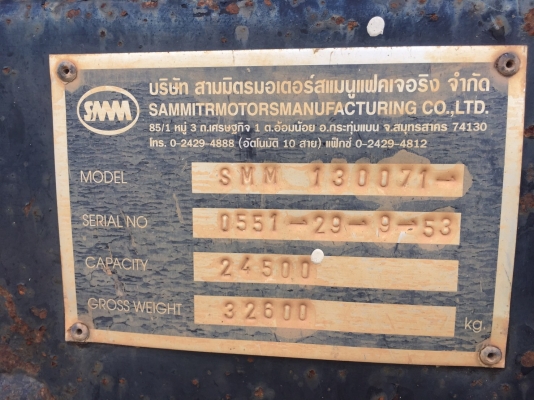 SMM
บริษัท สามมิตรมอเตอร์สแมนูแฟคเจอริง จำกัด
SAMMITRMOTORSMANUFACTURING CO.,LTD.
85/1 หมู่ 3 ถ.เศรษฐกิจ 1 ต.อ้อมน้อย อ.กระทุ่มแบน จ.สมุทรสาคร 74130
โทร. 0-2429-4888 (อัตโนมัติ 10 สาย) แฟ็กซ์ 0-2429-4812
MODEL SMM 130071-
SERIAL NO 0551-29-9-53
CAPACITY 24500
GROSS WEIGHT 32600 kg.